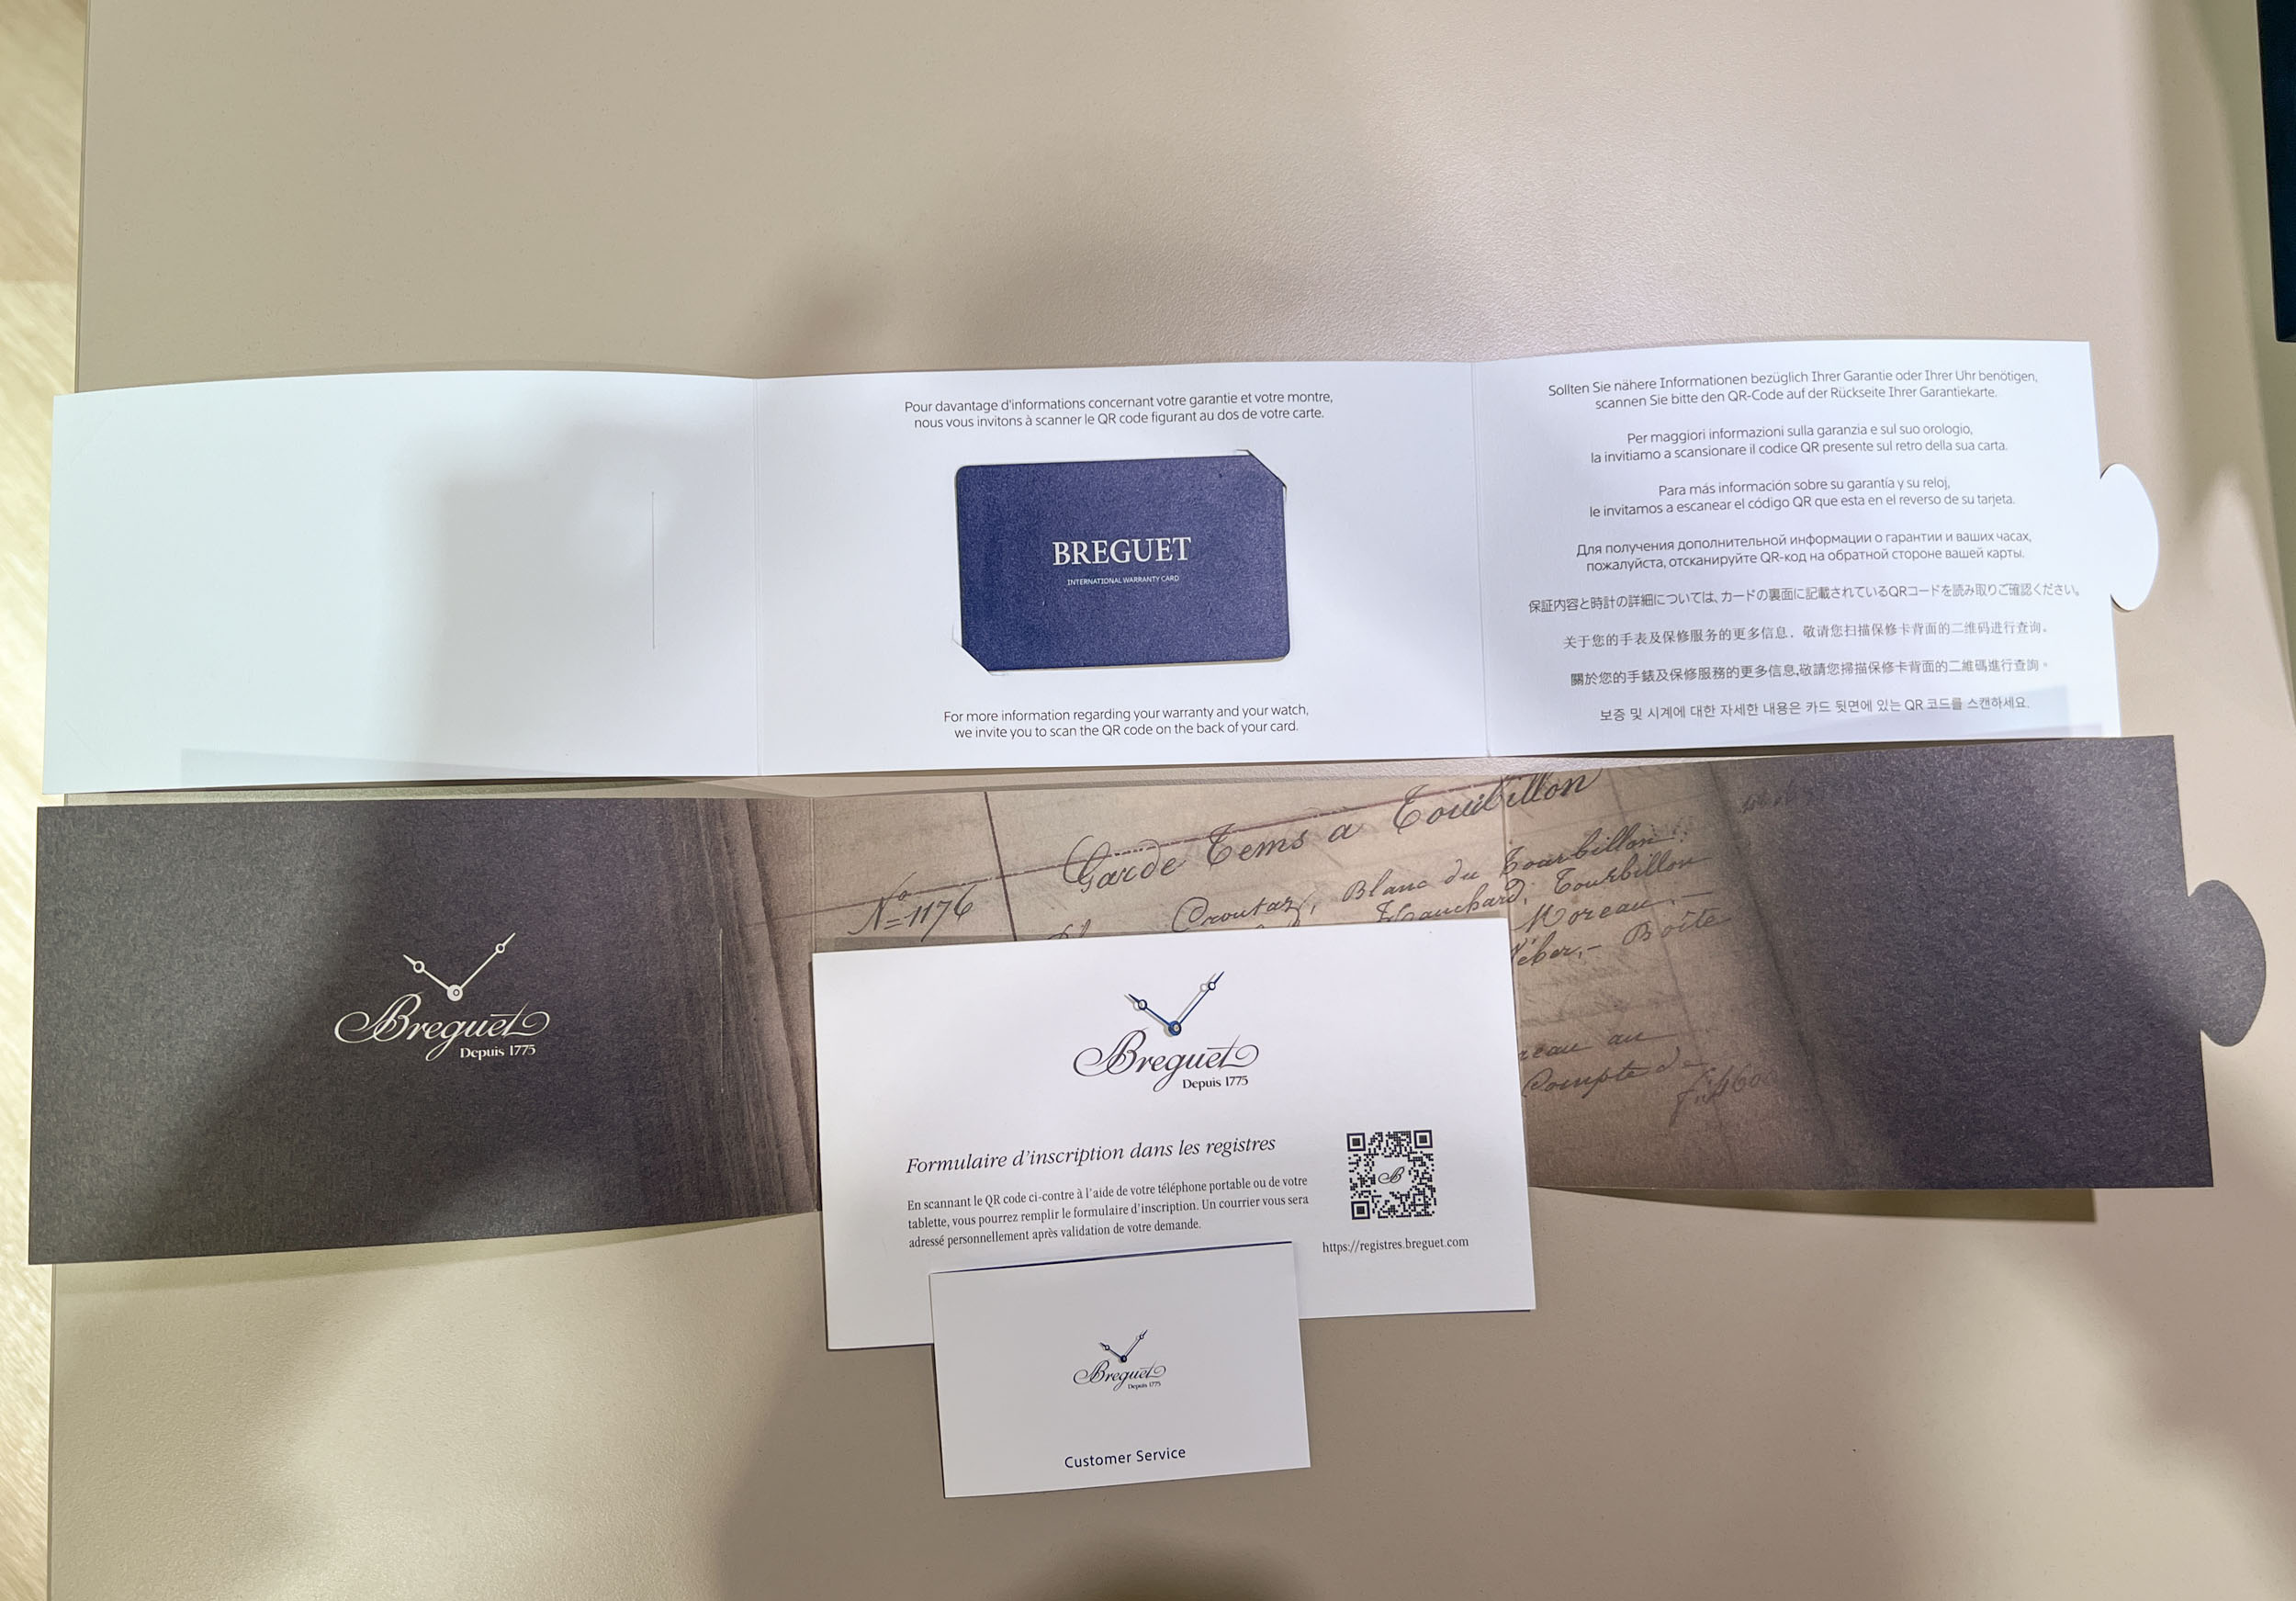 Pour davantage d'informations concernant votre garantie et votre montre,
nous vous invitons à scanner le QR code figurant au dos de votre carte.
BREGUET
INTERNATIONAL WARRANTY CARD
For more information regarding your warranty and your watch,
we invite you to scan the QR code on the back of your card.
Sollten Sie nähere Informationen bezüglich Ihrer Garantie oder Ihrer Uhr benötigen,
scannen Sie bitte den QR-Code auf der Rückseite Ihrer Garantiekarte.
Per maggiori informazioni sulla garanzia e sul suo orologio,
la invitiamo a scansionare il codice QR presente sul retro della sua carta.
Para más información sobre su garantía y su reloj,
le invitamos a escanear el código QR que esta en el reverso de su tarjeta.
Для получения дополнительной информации о гарантии и ваших часах,
пожалуйста, отсканируйте QR-код на обратной стороне вашей карты.
保証内容と時計の詳細については、カードの裏面に記載されているQRコードを読み取りご確認ください。
关于您的手表及保修服务的更多信息，敬请您扫描保修卡背面的二维码进行查询。
關於您的手錶及保修服務的更多信息,敬請您掃描保修卡背面的二維碼進行查詢。
보증 및 시계에 대한 자세한 내용은 카드 뒷면에 있는 QR 코드를 스캔하세요.
Breguet
Depuis 1775
Nº 1176
Garde Tems a Tourbillon
Croutaz, Blanc du Tourbillon
Tourbillon
Moreau, —
Boîte
au
Compte de
Breguet
Depuis 1775
Formulaire d'inscription dans les registres
En scannant le QR code ci-contre à l'aide de votre téléphone portable ou de votre
tablette, vous pourrez remplir le formulaire d'inscription. Un courrier vous sera
adressé personnellement après validation de votre demande.
B
https://registres.breguet.com
Breguet
Depuis 1775
Customer Service